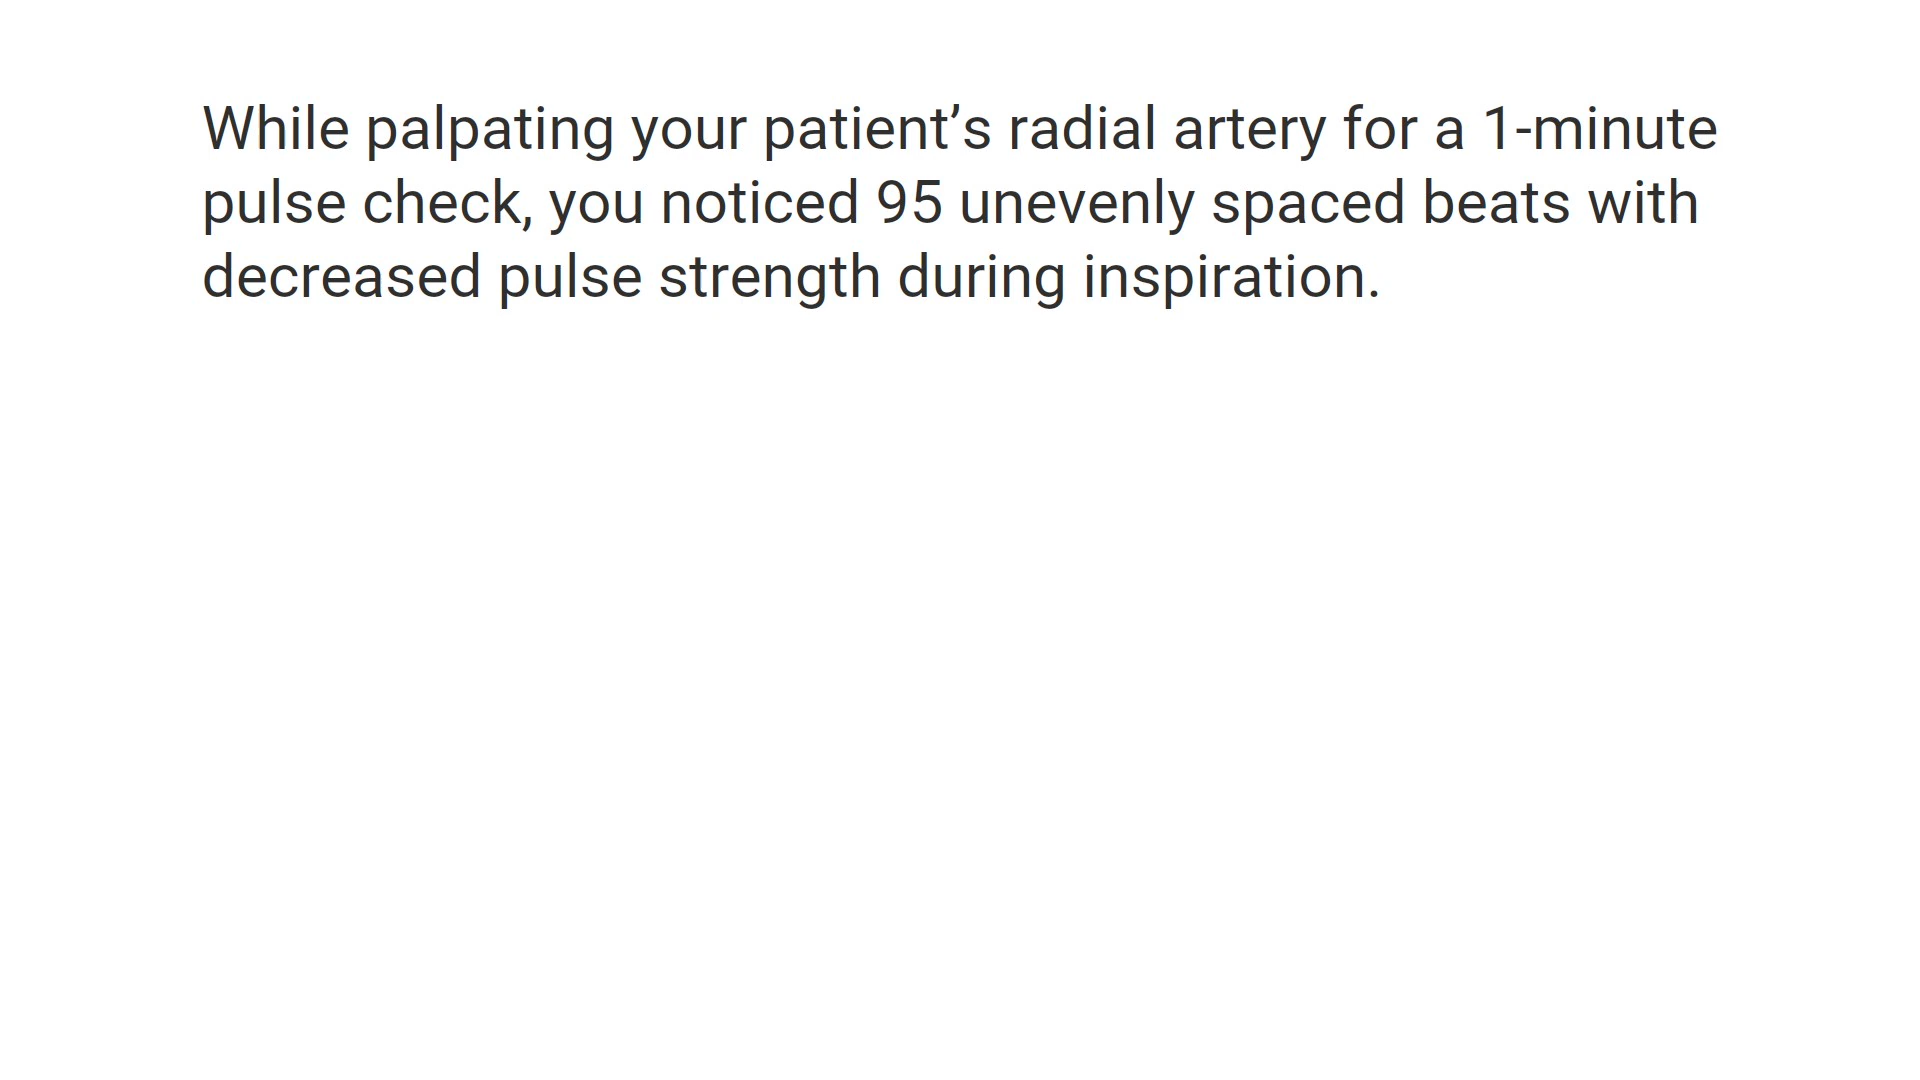 While palpating your patient’s radial artery for a 1-minute
pulse check, you noticed 95 unevenly spaced beats with
decreased pulse strength during inspiration.